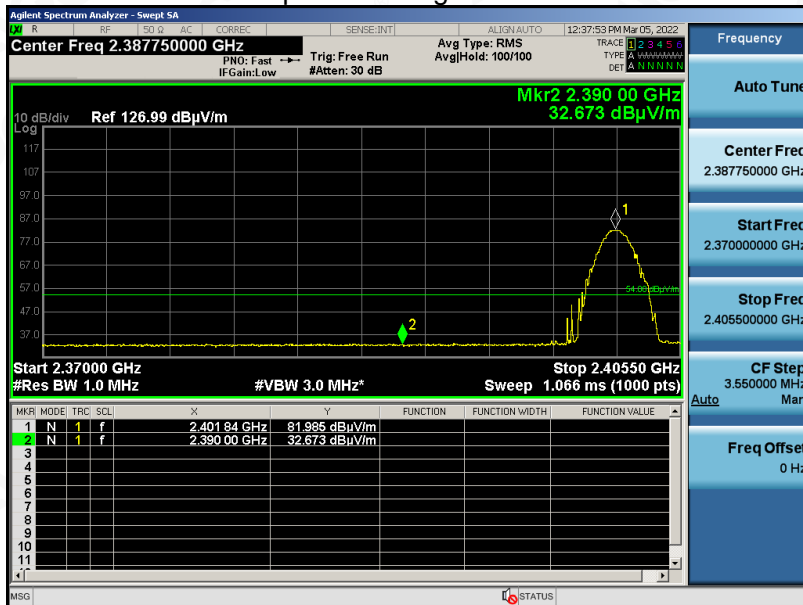 Agilent Spectrum Analyzer - Swept SA
LXI R RF 50 Ω AC CORREC SENSE:INT ALIGN AUTO 12:37:53 PM Mar 05, 2022
Center Freq 2.387750000 GHz
PNO: Fast
IFGain:Low
Trig: Free Run
#Atten: 30 dB
Avg Type: RMS
Avg|Hold: 100/100
TRACE 1 2 3 4 5 6
TYPE A WWWWW
DET A N N N N N
Mkr2 2.390 00 GHz
32.673 dBµV/m
10 dB/div Ref 126.99 dBµV/m
Log
117
107
97.0
87.0
77.0
67.0
57.0
47.0
37.0
1
2
54.00 dBµV/m
Start 2.37000 GHz Stop 2.40550 GHz
#Res BW 1.0 MHz #VBW 3.0 MHz* Sweep 1.066 ms (1000 pts)
MKR MODE TRC SCL X Y FUNCTION FUNCTION WIDTH FUNCTION VALUE
1 N 1 f 2.401 84 GHz 81.985 dBµV/m
2 N 1 f 2.390 00 GHz 32.673 dBµV/m
3
4
5
6
7
8
9
10
11
MSG STATUS
Frequency
Auto Tune
Center Freq
2.387750000 GHz
Start Freq
2.370000000 GHz
Stop Freq
2.405500000 GHz
CF Step
3.550000 MHz
Auto Man
Freq Offset
0 Hz